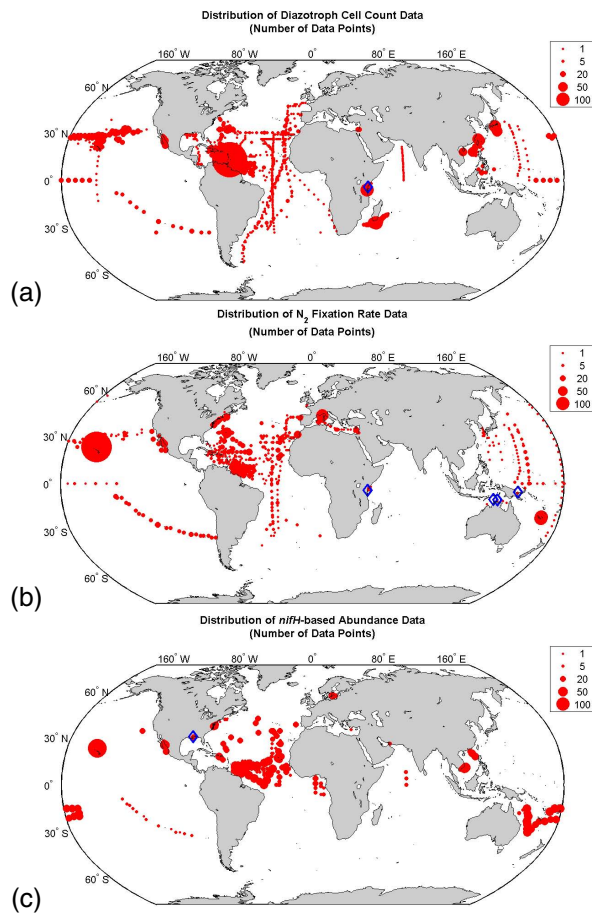 Distribution of Diazotroph Cell Count Data
(Number of Data Points)
160° W 80° W 0° 80° E 160° E
1
5
20
50
100
60° N
30° N
0°
30° S
60° S
(a)
Distribution of N₂ Fixation Rate Data
(Number of Data Points)
160° W 80° W 0° 80° E 160° E
1
5
20
50
100
60° N
30° N
0°
30° S
60° S
(b)
Distribution of nifH-based Abundance Data
(Number of Data Points)
160° W 80° W 0° 80° E 160° E
1
5
20
50
100
60° N
30° N
0°
30° S
60° S
(c)